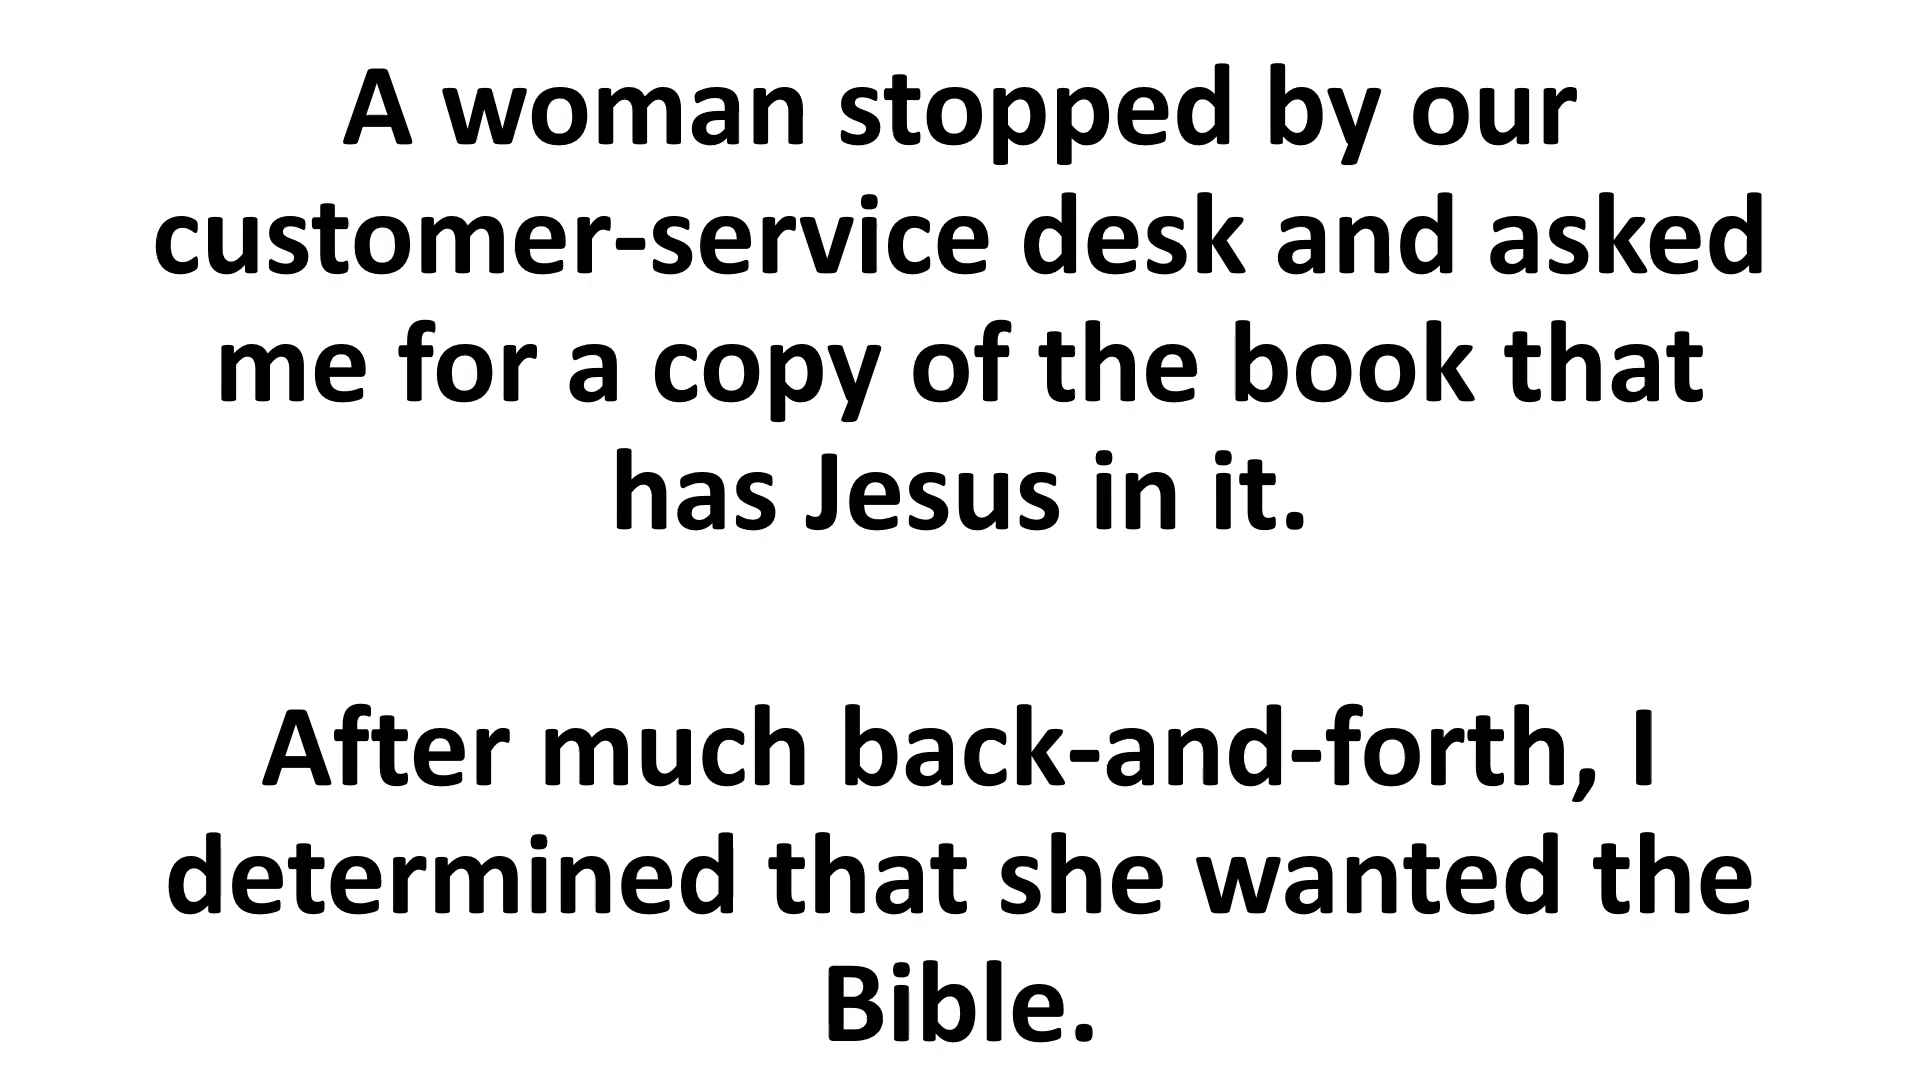 A woman stopped by our
customer-service desk and asked
me for a copy of the book that
has Jesus in it.
After much back-and-forth, I
determined that she wanted the
Bible.